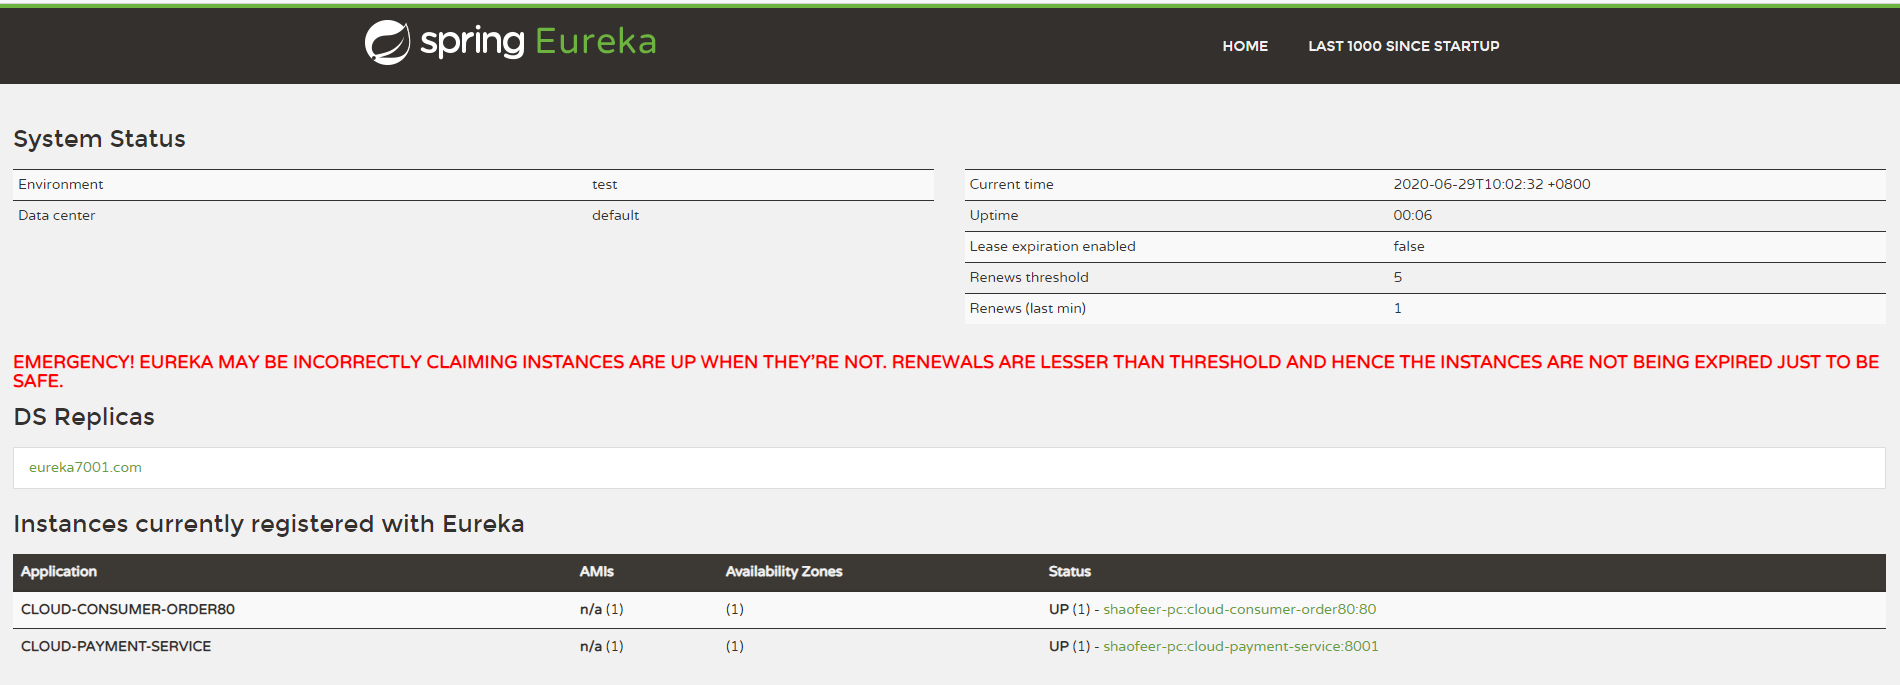 spring Eureka
HOME LAST 1000 SINCE STARTUP
System Status
Environment test
Data center default
Current time 2020-06-29T10:02:32 +0800
Uptime 00:06
Lease expiration enabled false
Renews threshold 5
Renews (last min) 1
EMERGENCY! EUREKA MAY BE INCORRECTLY CLAIMING INSTANCES ARE UP WHEN THEY'RE NOT. RENEWALS ARE LESSER THAN THRESHOLD AND HENCE THE INSTANCES ARE NOT BEING EXPIRED JUST TO BE
SAFE.
DS Replicas
eureka7001.com
Instances currently registered with Eureka
Application AMIs Availability Zones Status
CLOUD-CONSUMER-ORDER80 n/a (1) (1) UP (1) - shaofeer-pc:cloud-consumer-order80:80
CLOUD-PAYMENT-SERVICE n/a (1) (1) UP (1) - shaofeer-pc:cloud-payment-service:8001